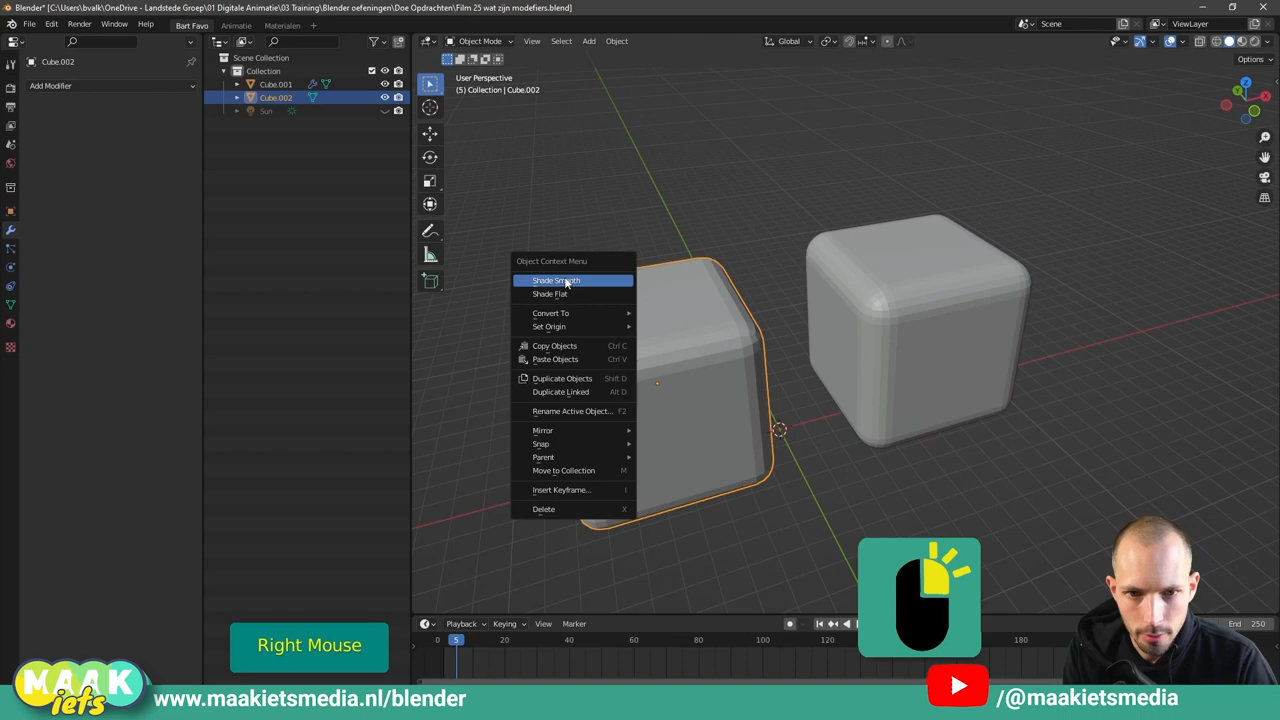 Blender* [C:\Users\bvalk\OneDrive - Landstede Groep\01 Digitale Animatie\03 Training\Blender oefeningen\Doe Opdrachten\Film 25 wat zijn modefiers.blend]
File Edit Render Window Help Bart Favo Animatie Materialen Scene ViewLayer
Object Mode View Select Add Object Global
Options
Cube.002
Add Modifier
Scene Collection
Collection
Cube.001
Cube.002
Sun
User Perspective
(5) Collection | Cube.002
X
Y
Z
Object Context Menu
Shade Smooth
Shade Flat
Convert To
Set Origin
Copy Objects Ctrl C
Paste Objects Ctrl V
Duplicate Objects Shift D
Duplicate Linked Alt D
Rename Active Object... F2
Mirror
Snap
Parent
Move to Collection M
Insert Keyframe... I
Delete X
Playback Keying View Marker
End 250
0 5 20 40 60 80 100 120 140 180
Right Mouse
MAAK
iets
www.maakietsmedia.nl/blender
/@maakietsmedia